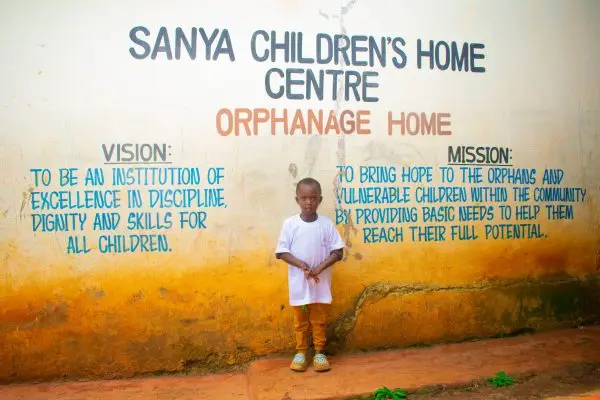 SANYA CHILDREN'S HOME
CENTRE
ORPHANAGE HOME
VISION:
TO BE AN INSTITUTION OF
EXCELLENCE IN DISCIPLINE,
DIGNITY AND SKILLS FOR
ALL CHILDREN.
MISSION:
TO BRING HOPE TO THE ORPHANS AND
VULNERABLE CHILDREN WITHIN THE COMMUNITY
BY PROVIDING BASIC NEEDS TO HELP THEM
REACH THEIR FULL POTENTIAL.